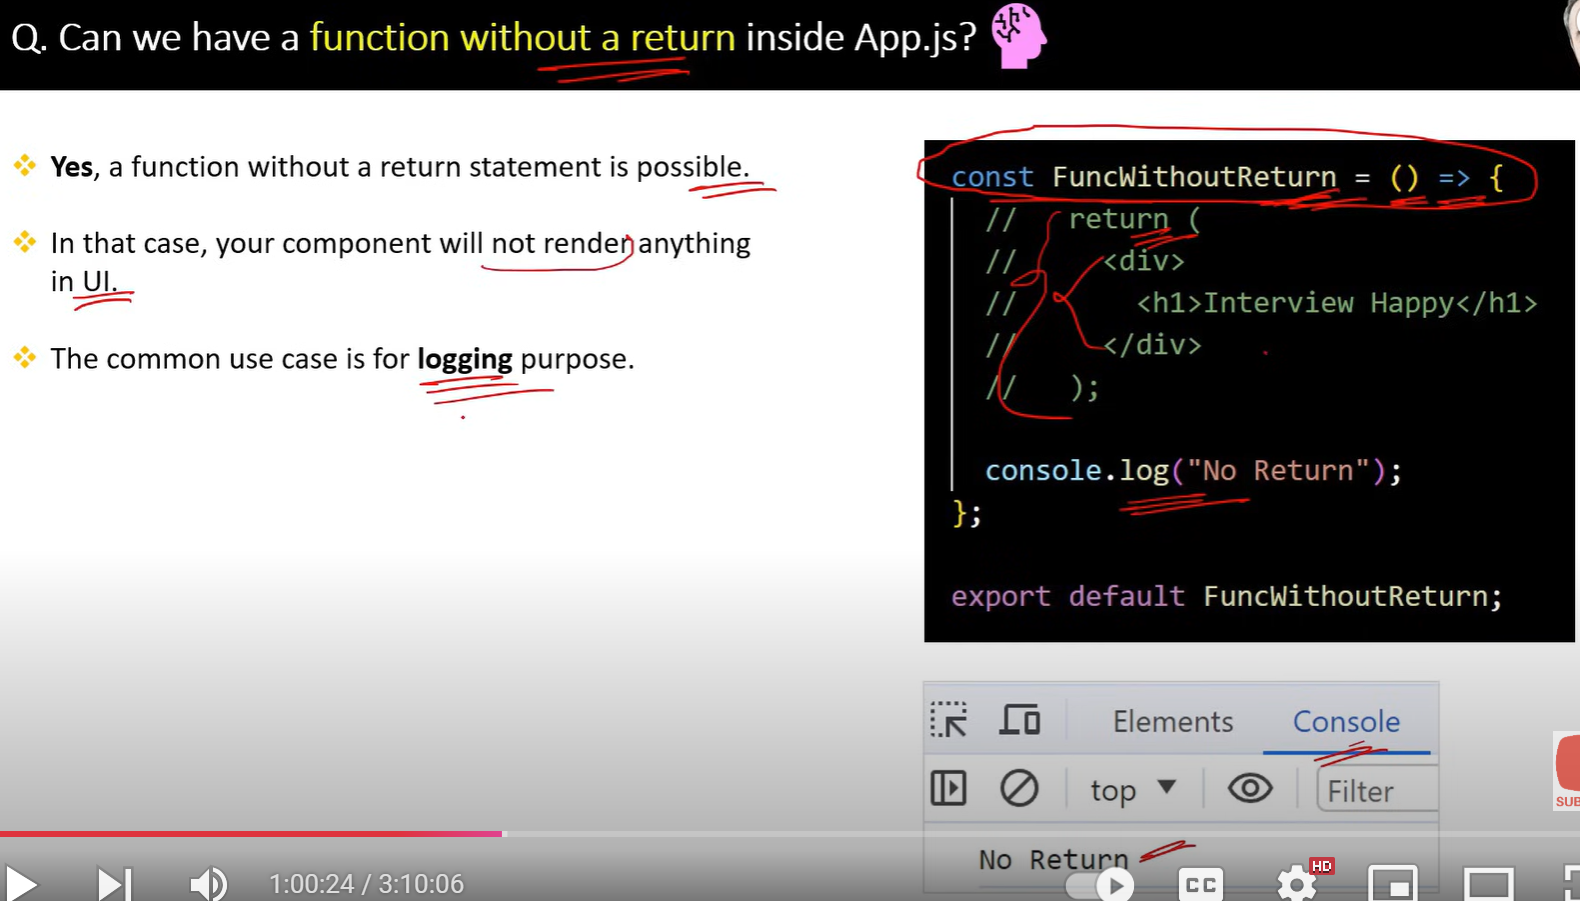 Q. Can we have a function without a return inside App.js?
Yes, a function without a return statement is possible.
In that case, your component will not render anything
in UI.
The common use case is for logging purpose.
const FuncWithoutReturn = () => {
// return (
// <div>
// <h1>Interview Happy</h1>
// </div>
// );
console.log("No Return");
};
export default FuncWithoutReturn;
Elements Console
top Filter
No Return
SUB
1:00:24 / 3:10:06
CC HD